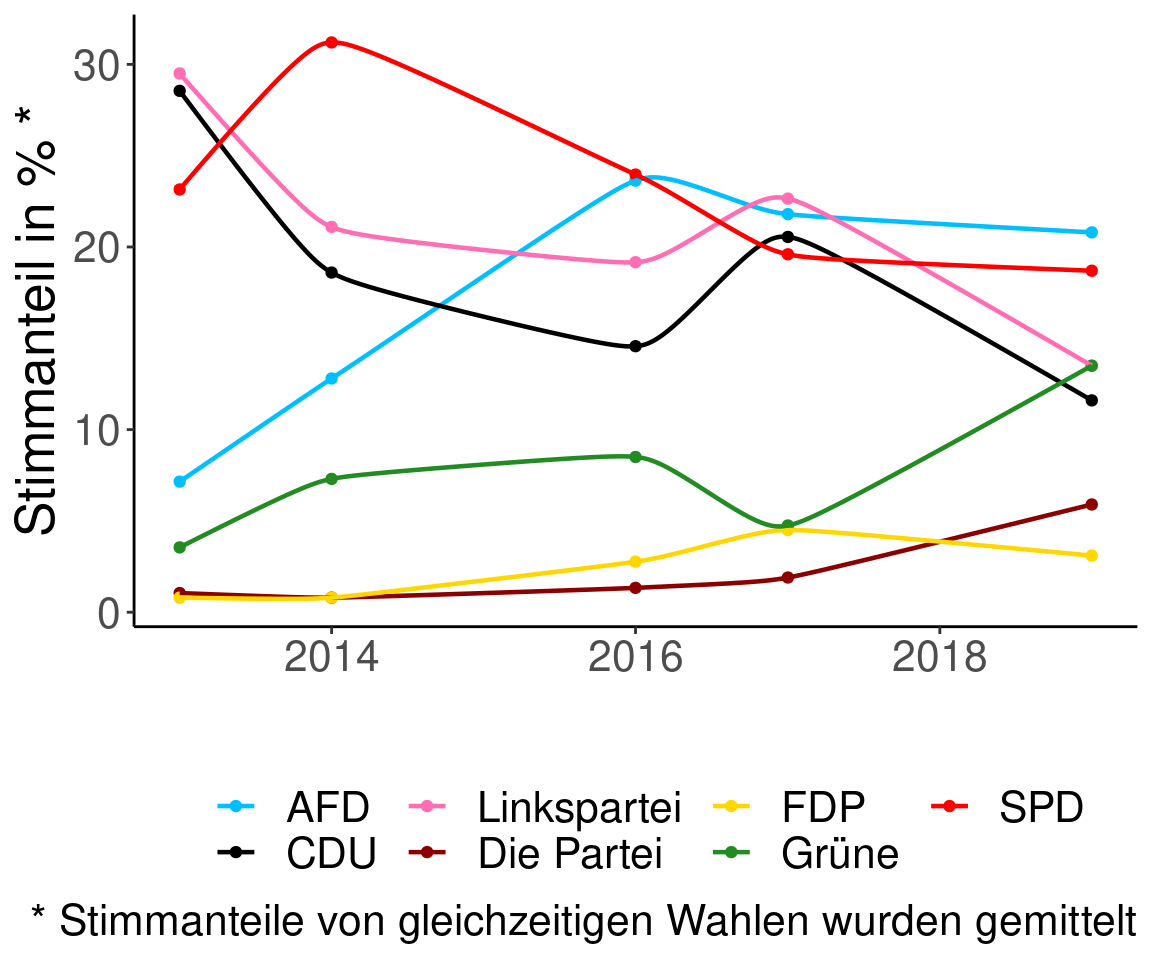 Stimmanteil in % *
30
20
10
0
2014 2016 2018
AFD Linkspartei FDP SPD
CDU Die Partei Grüne
* Stimmanteile von gleichzeitigen Wahlen wurden gemittelt